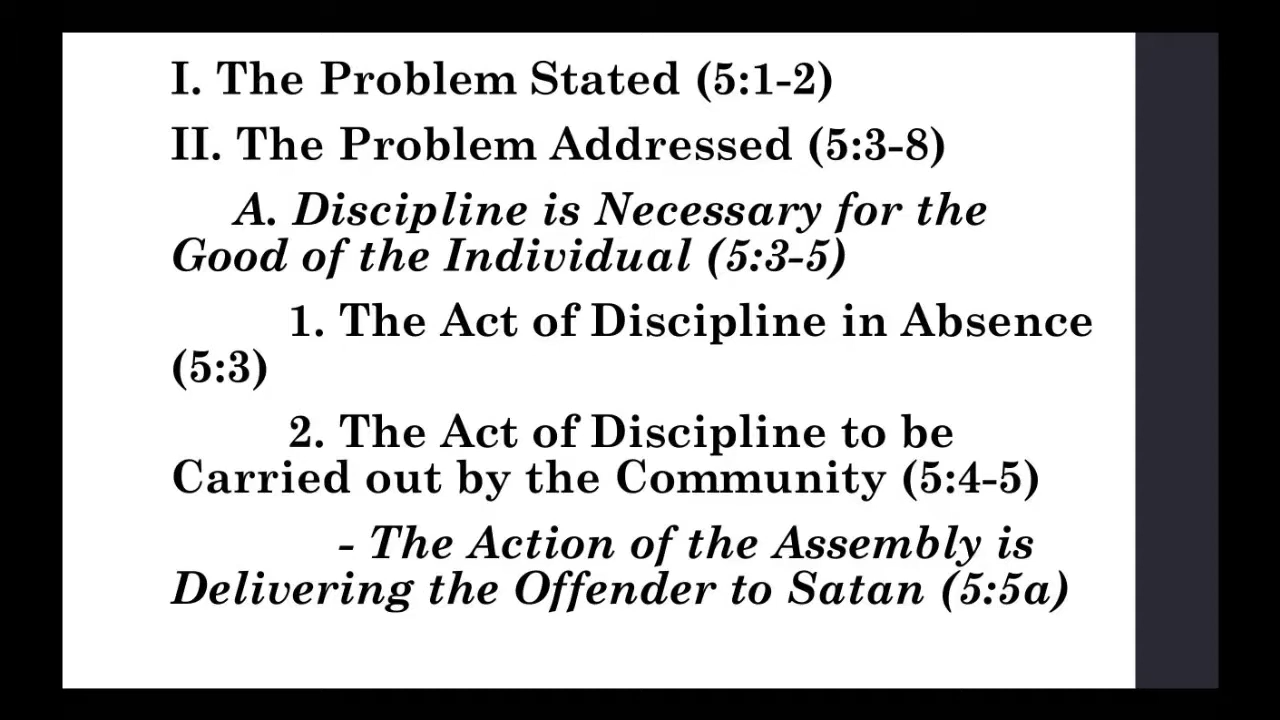 I. The Problem Stated (5:1-2)
II. The Problem Addressed (5:3-8)
A. Discipline is Necessary for the
Good of the Individual (5:3-5)
1. The Act of Discipline in Absence
(5:3)
2. The Act of Discipline to be
Carried out by the Community (5:4-5)
- The Action of the Assembly is
Delivering the Offender to Satan (5:5a)